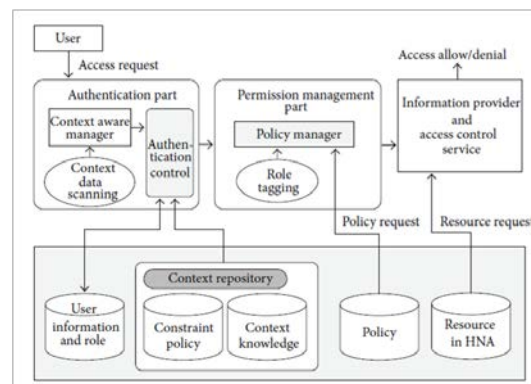 User
Access request
Access allow/denial
Authentication part
Context aware
manager
Context
data
scanning
Authen-
tication
control
Permission management
part
Policy manager
Role
tagging
Information provider
and
access control
service
Policy request
Resource request
User
information
and role
Context repository
Constraint
policy
Context
knowledge
Policy
Resource
in HNA